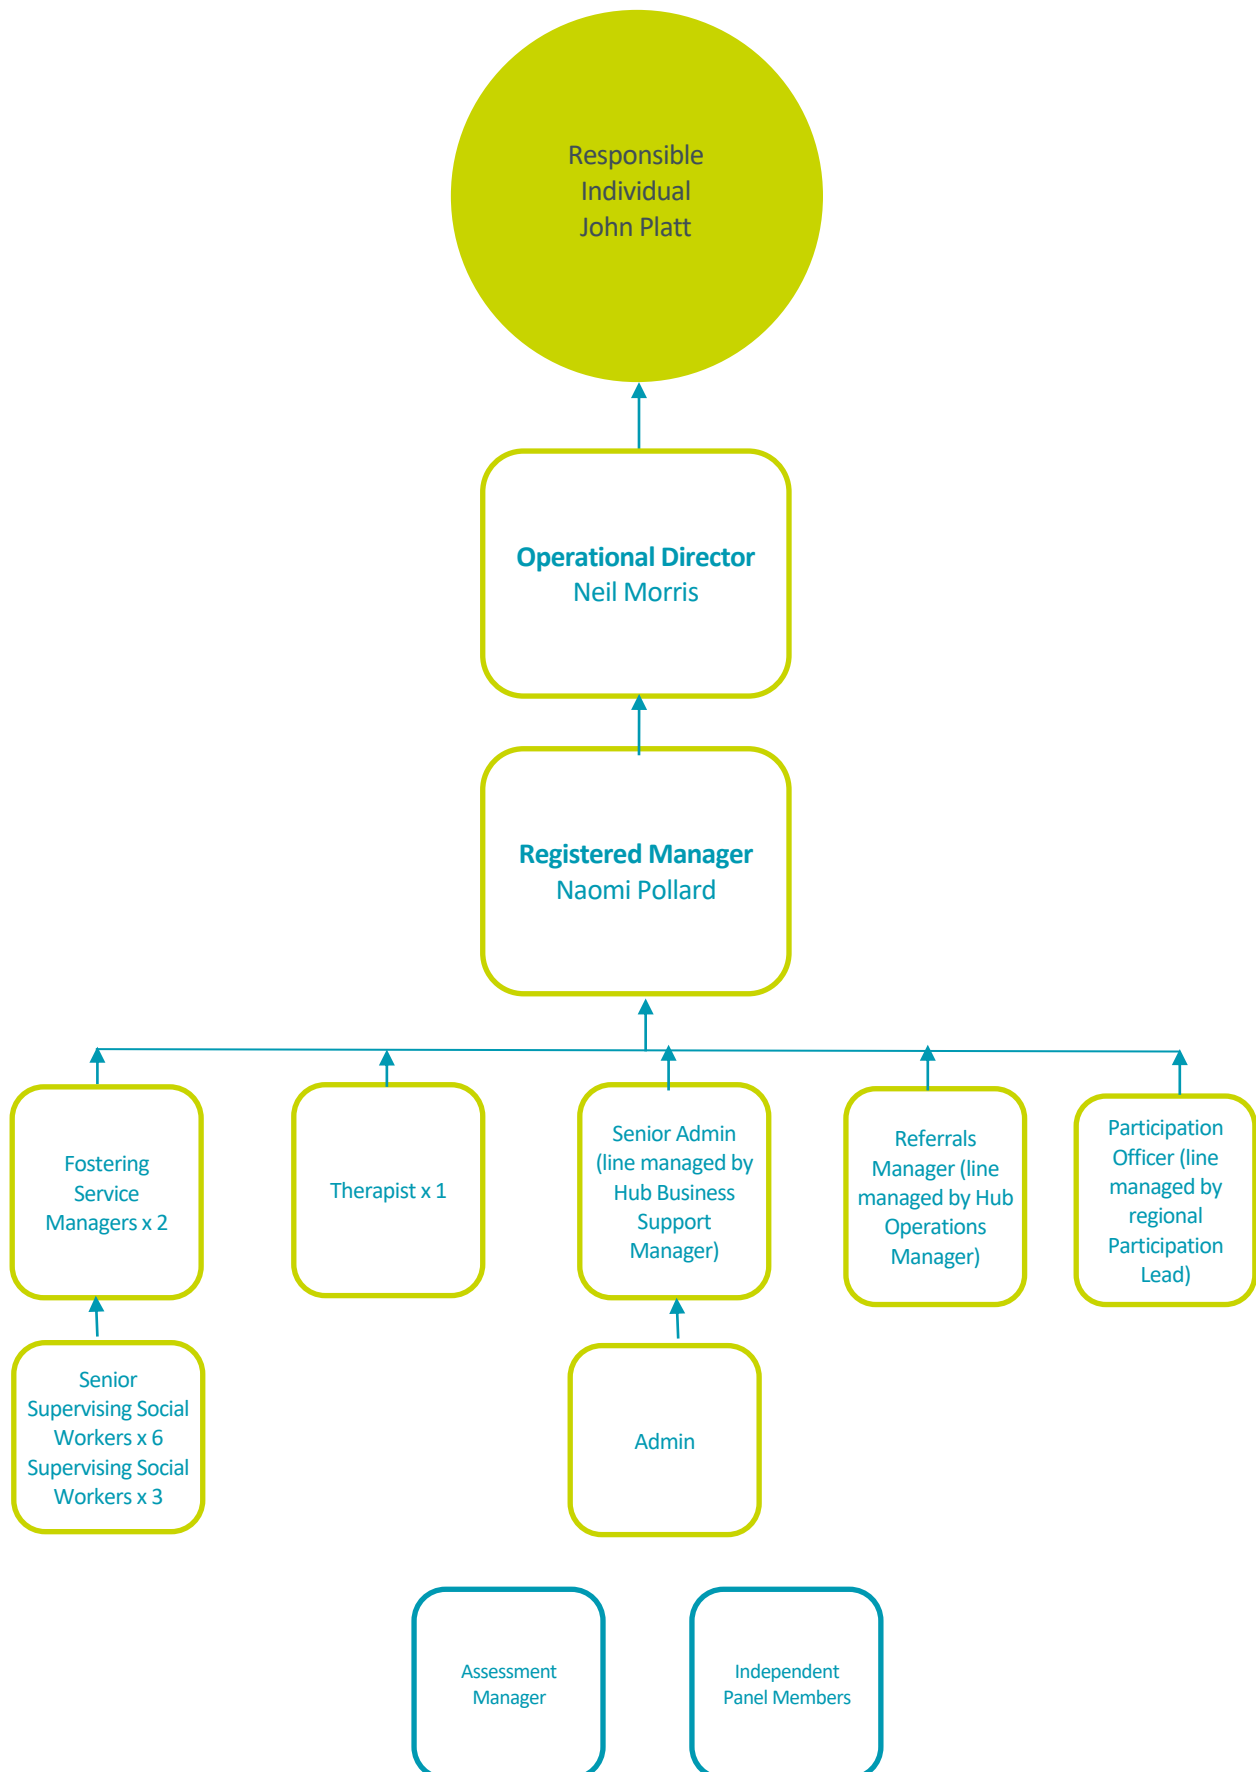 Responsible
Individual
John Platt
Operational Director
Neil Morris
Registered Manager
Naomi Pollard
Fostering
Service
Managers x 2
Therapist x 1
Senior Admin
(line managed by
Hub Business
Support
Manager)
Referrals
Manager (line
managed by Hub
Operations
Manager)
Participation
Officer (line
managed by
regional
Participation
Lead)
Senior
Supervising Social
Workers x 6
Supervising Social
Workers x 3
Admin
Assessment
Manager
Independent
Panel Members